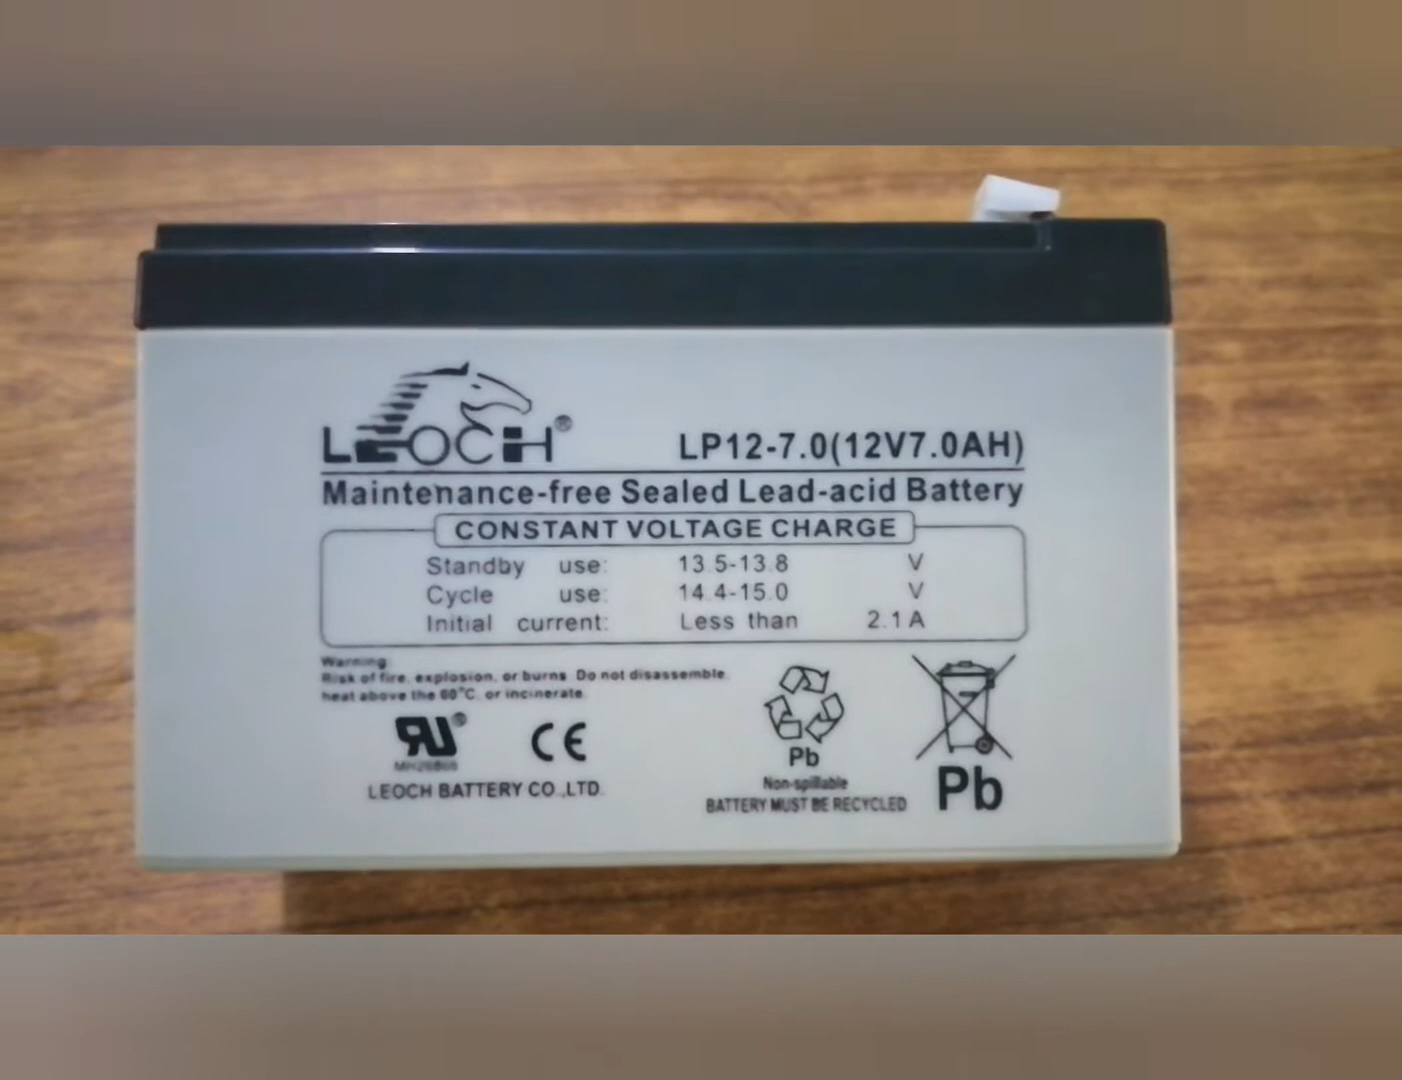 LEOCH®
LP12-7.0(12V7.0AH)
Maintenance-free Sealed Lead-acid Battery
CONSTANT VOLTAGE CHARGE
Standby use: 13.5-13.8 V
Cycle use: 14.4-15.0 V
Initial current: Less than 2.1A
Warning:
Risk of fire, explosion, or burns. Do not disassemble,
heat above the 60°C, or incinerate.
RU®
CE
LEOCH BATTERY CO.,LTD.
Pb
Non-spillable
BATTERY MUST BE RECYCLED
Pb